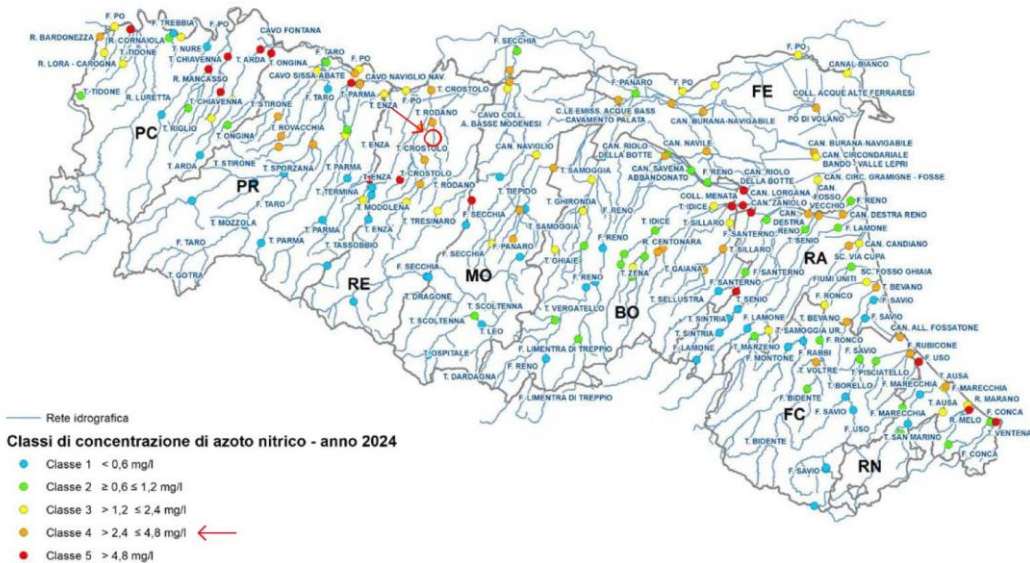 F. PO
F. TREBBIA
F. PO
R. BARDONEZZA
R. CORNAIOLA
T. NURE
CAVO FONTANA
T. TIDONE
T. CHIAVENNA
T. ARDA
T. ONGINA
F. TARO
F. PO
R. LORA - CAROGNA
R. MANCASSO
CAVO SISSA-ABATE
CAVO NAVIGLIO NAV.
T. TIDONE
R. LURETTA
T. CHIAVENNA
F. TARO
T. PARMA
T. ENZA
F. PO
T. CROSTOLO
PC
T. RIGLIO
T. STIRONE
T. RODANO
T. ONGINA
T. ROVACCHIA
T. ENZA
T. CROSTOLO
T. ARDA
T. STIRONE
T. SPORZANA
T. PARMA
T. ENZA
T. CROSTOLO
T. RODANO
PR
T. TERMINA
T. MODOLENA
T. TRESINARO
F. TARO
T. MOZZOLA
T. PARMA
T. PARMA
T. ENZA
T. TASSOBBIO
F. TARO
T. GOTRA
RE
F. SECCHIA
F. SECCHIA
CAVO COLL.
A. BASSE MODENESI
F. PANARO
F. PO
C.LE EMISS. ACQUE BASS
CAVAMENTO PALATA
CAN. BURANA-NAVIGABILE
FE
F. PO
CANAL BIANCO
COLL. ACQUE ALTE FERRARESI
PO DI VOLANO
CAN. NAVIGLIO
CAN. RIOLO
DELLA BOTTE
CAN. NAVILE
CAN. SAVENA
ABBANDONATO
F. RENO
CAN. BURANA-NAVIGABILE
CAN. CIRCONDARIALE
BANDO - VALLE LEPRI
CAN. RIOLO
DELLA BOTTE
CAN. CIRC. GRAMIGNE - FOSSE
T. SAMOGGIA
T. TIEPIDO
T. GHIRONDA
COLL. MENATA
CAN. LORGANA
CAN. ZANIOLO
CAN.
FOSSO
VECCHIO
F. RENO
F. SECCHIA
T. SAMOGGIA
F. RENO
T. IDICE
T. IDICE
T. SILLARO
CAN.
DESTRA
RENO
CAN. DESTRA RENO
F. LAMONE
MO
F. PANARO
F. SECCHIA
T. GHIAIE
F. RENO
R. CENTONARA
F. SANTERNO
T. SENIO
RA
CAN. CANDIANO
SC. VIA CUPA
T. ZENA
T. GAIANA
T. SILLARO
F. SANTERNO
FIUMI UNITI
SC. FOSSO GHIAIA
F. RENO
F. SANTERNO
T. BEVANO
T. DRAGONE
BO
T. SELLUSTRA
T. SENIO
F. RONCO
F. SAVIO
T. SCOLTENNA
T. SCOLTENNA
T. VERGATELLO
T. SINTRIA
F. LAMONE
T. BEVANO
F. SAVIO
T. LEO
F. LIMENTRA DI TREPPIO
T. SINTRIA
T. SAMOGGIA UR.
CAN. ALL. FOSSATONE
T. MARZENO
F. RONCO
F. RUBICONE
T. OSPITALE
F. RENO
T. LAMONE
F. MONTONE
F. RABBI
F. SAVIO
F. USO
T. DARDAGNA
T. VOLTRE
T. PISCIATELLO
T. AUSA
F. LIMENTRA DI TREPPIO
F. BIDENTE
T. BORELLO
F. MARECCHIA
F. MARECCHIA
FC
F. SAVIO
F. MARECCHIA
T. AUSA
R. MARANO
F. USO
R. MELO
F. CONCA
T. BIDENTE
T. SAN MARINO
T. VENTENA
F. SAVIO
RN
F. CONCA
Rete idrografica
Classi di concentrazione di azoto nitrico - anno 2024
Classe 1 < 0,6 mg/l
Classe 2 ≥ 0,6 ≤ 1,2 mg/l
Classe 3 > 1,2 ≤ 2,4 mg/l
Classe 4 > 2,4 ≤ 4,8 mg/l
Classe 5 > 4,8 mg/l